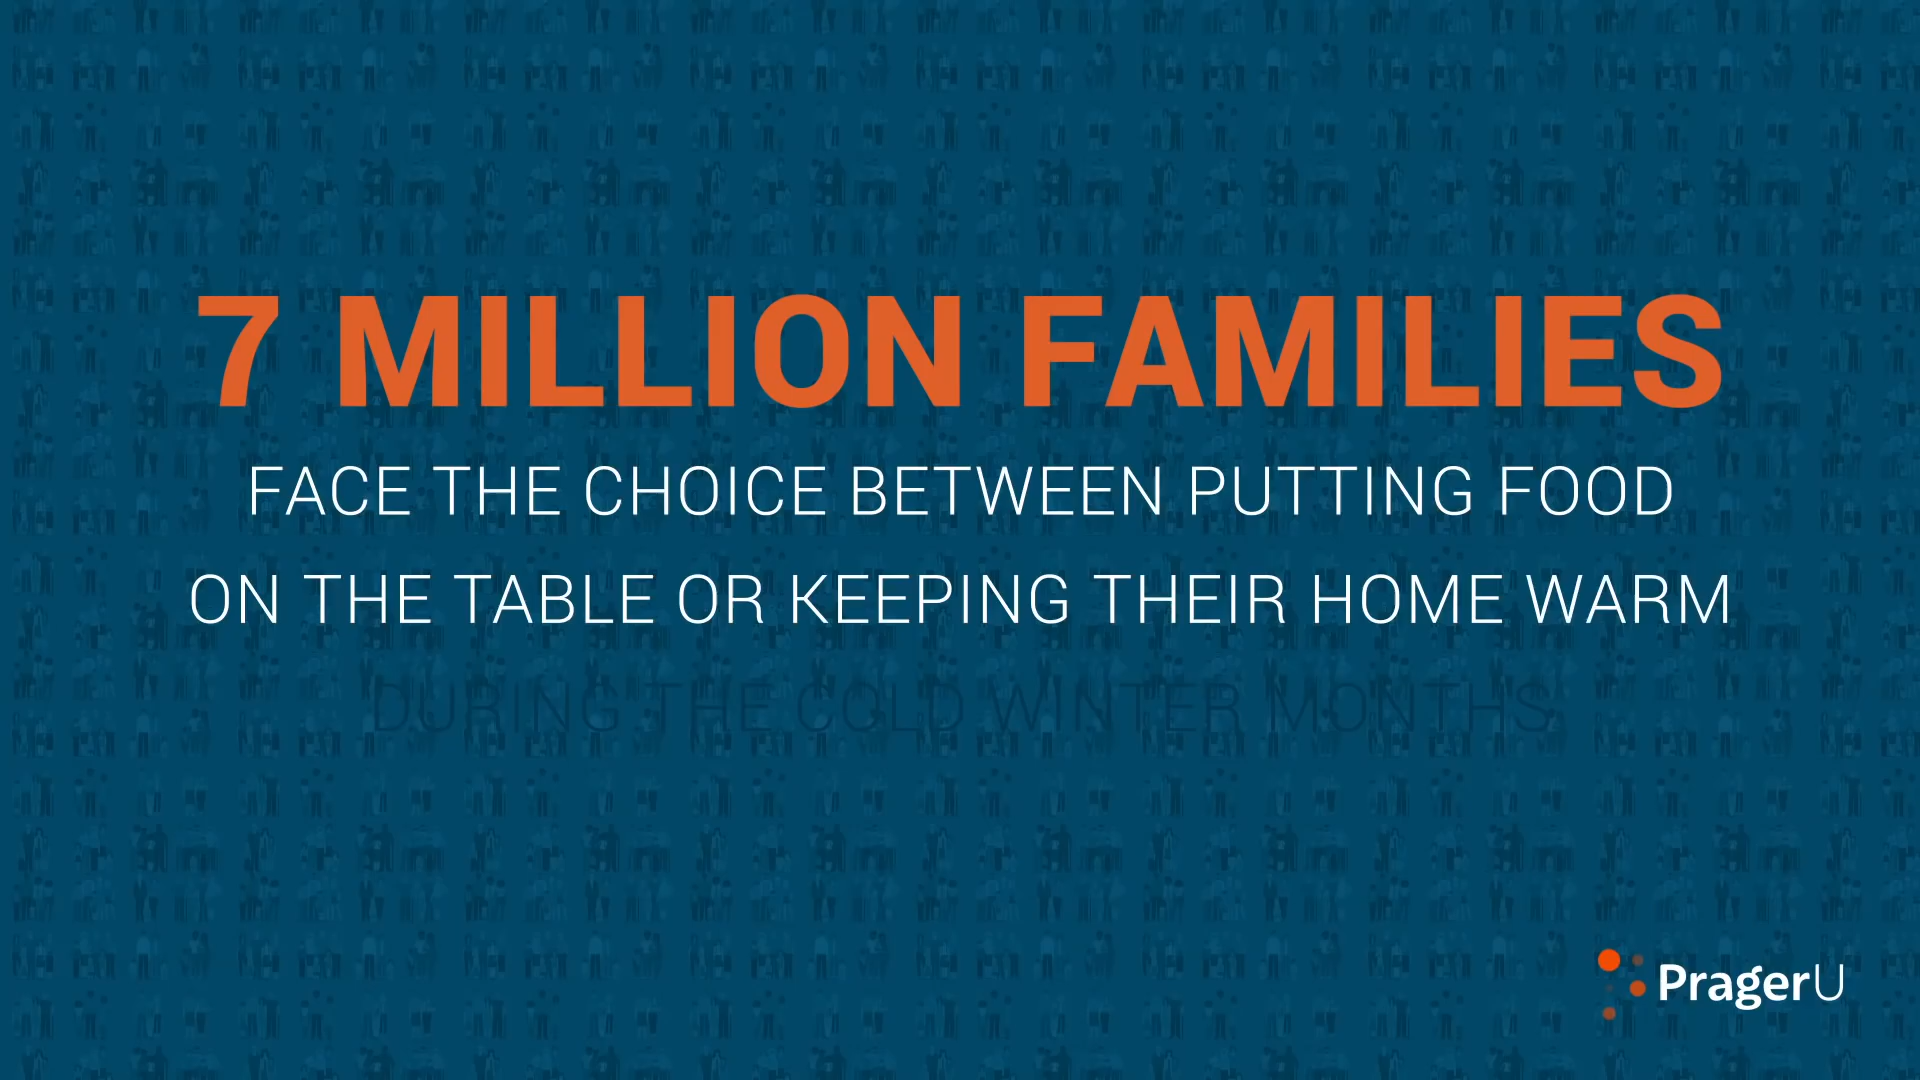 7 MILLION FAMILIES
FACE THE CHOICE BETWEEN PUTTING FOOD
ON THE TABLE OR KEEPING THEIR HOME WARM
DURING THE COLD WINTER MONTHS
PragerU